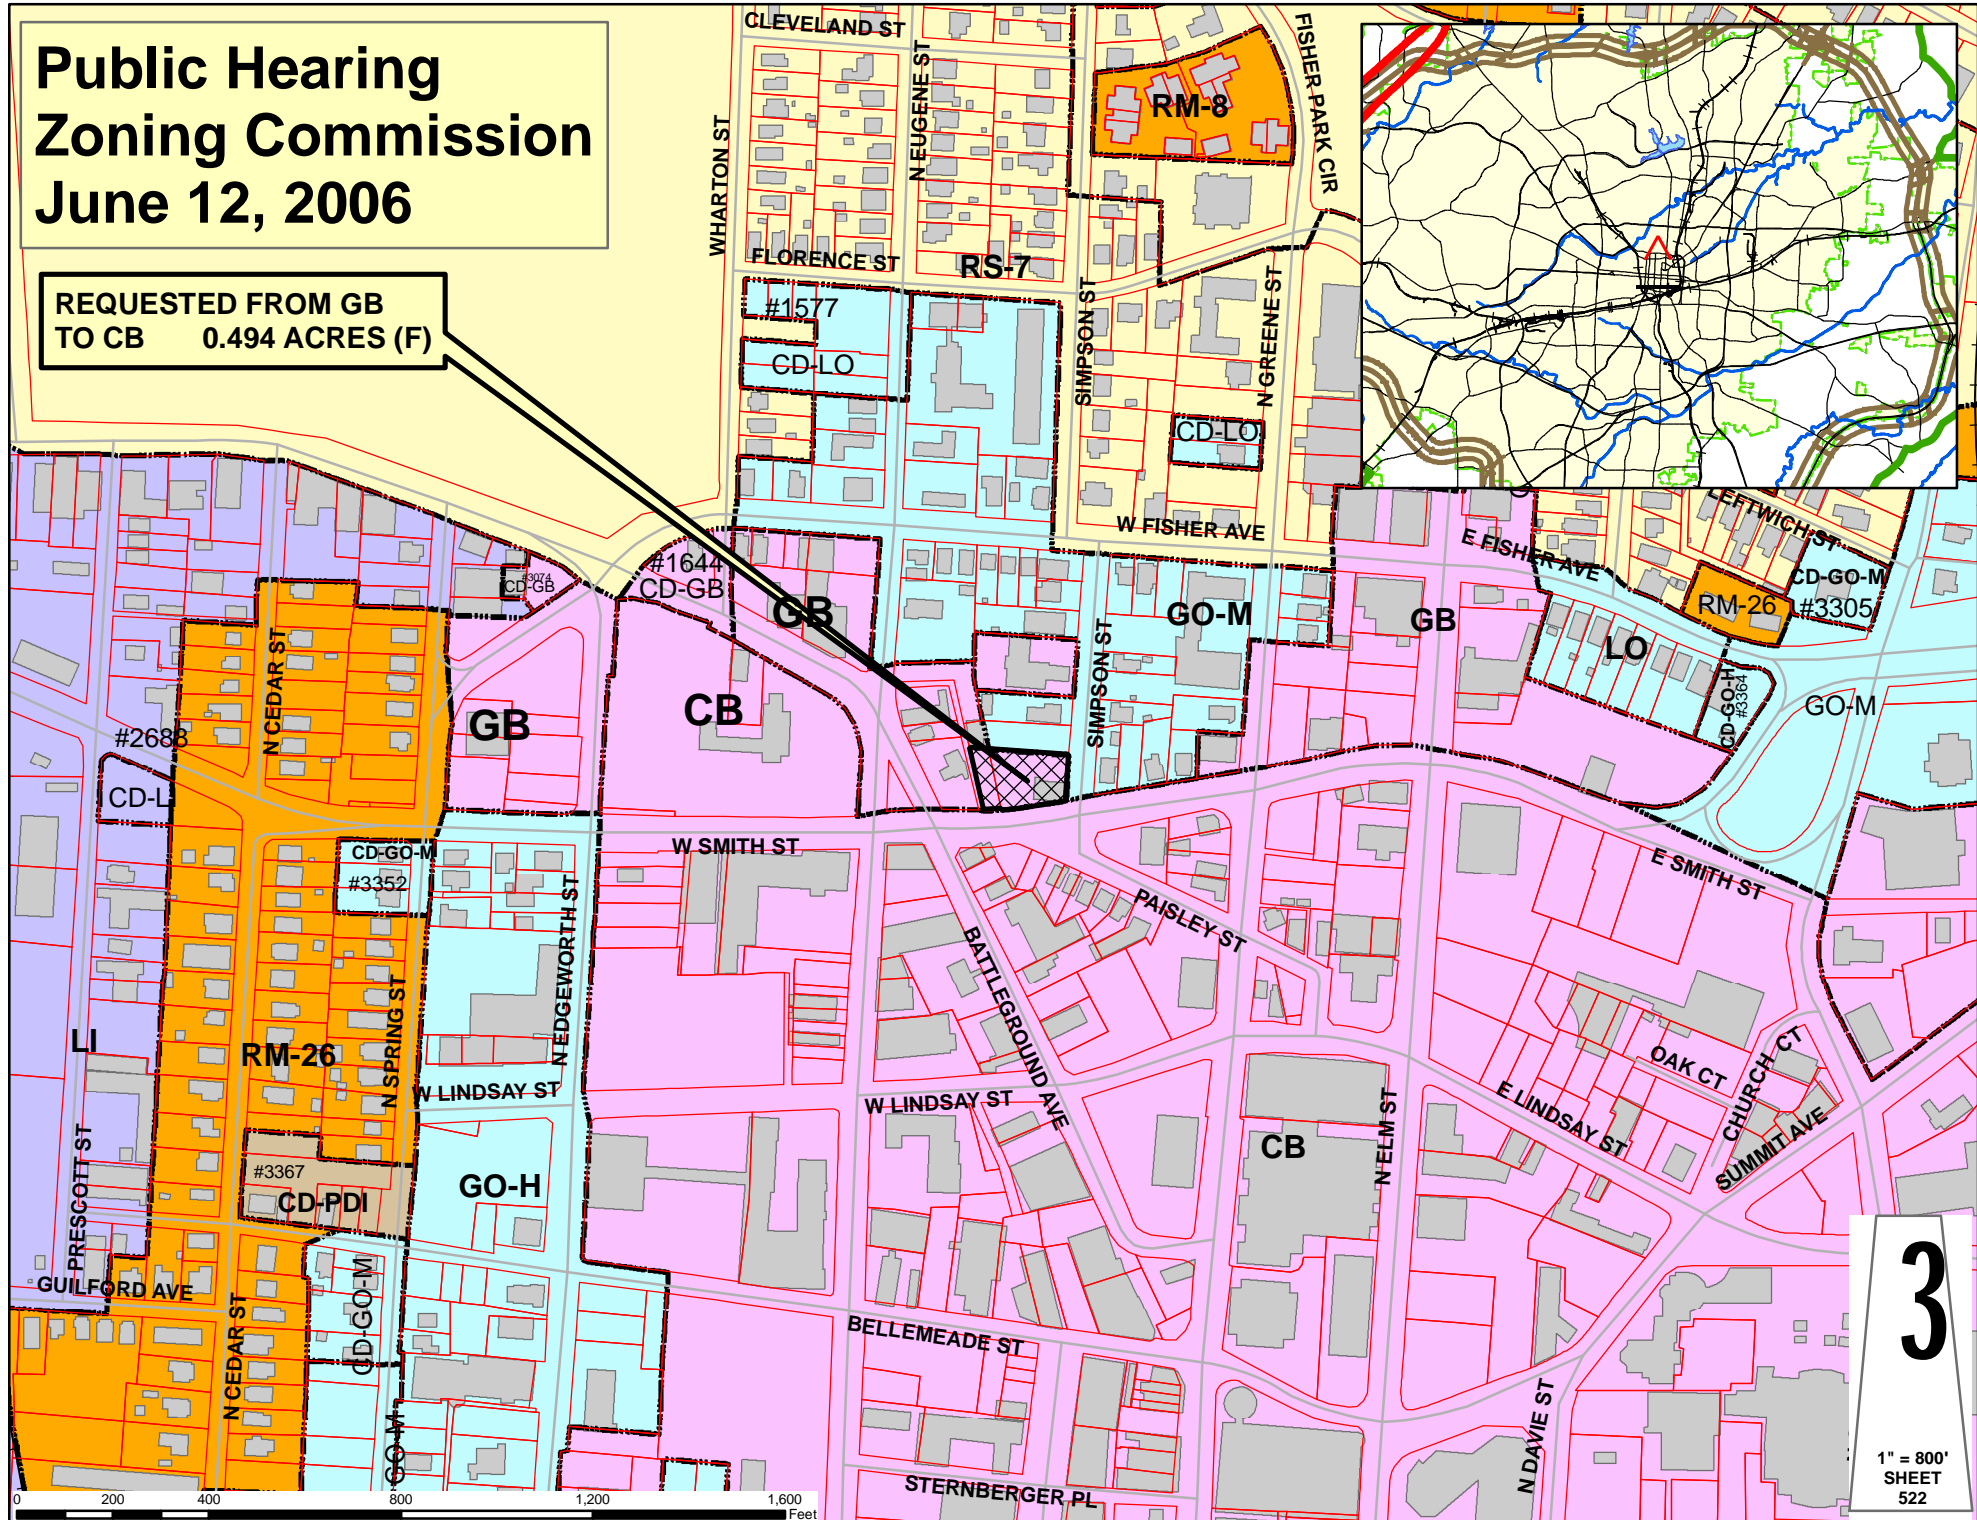 Public Hearing
Zoning Commission
June 12, 2006
REQUESTED FROM GB
TO CB 0.494 ACRES (F)
CLEVELAND ST
N EUGENE ST
WHARTON ST
FISHER PARK CIR
RM-8
FLORENCE ST
RS-7
#1577
CD-LO
SIMPSON ST
N GREENE ST
CD-LO
W FISHER AVE
E FISHER AVE
LEFTWICH ST
CD-GO-M
#3305
RM-26
#3074
CD-GB
#1644
CD-GB
GB
GO-M
GB
LO
CD-GO-H
#3364
GO-M
N CEDAR ST
GB
CB
SIMPSON ST
#2688
CD-L
W SMITH ST
E SMITH ST
CD-GO-M
#3352
N EDGEWORTH ST
PAISLEY ST
BATTLEGROUND AVE
LI
RM-26
N SPRING ST
W LINDSAY ST
W LINDSAY ST
E LINDSAY ST
OAK CT
CHURCH CT
SUMMIT AVE
CB
N ELM ST
PRESCOTT ST
#3367
CD-PDI
GO-H
GUILFORD AVE
N CEDAR ST
CD-GO-M
GO-M
BELLEMEADE ST
N DAVIE ST
STERNBERGER PL
0 200 400 800 1,200 1,600
Feet
3
1" = 800'
SHEET
522